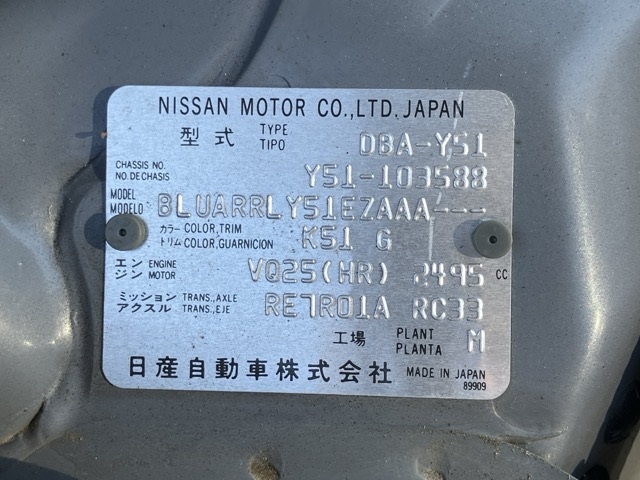 NISSAN MOTOR CO.,LTD. JAPAN
型式 TYPE TIPO DBA-Y51
CHASSIS NO. NO. DE CHASIS Y51-103588
MODEL MODELO BLUARRLY51EZAAA---
カラー COLOR,TRIM トリム COLOR,GUARNICION K51 G
エンジン ENGINE MOTOR VQ25(HR) 2495 CC
ミッション TRANS.,AXLE アクスル TRANS.,EJE RE7R01A RC33
工場 PLANT PLANTA M
日産自動車株式会社 MADE IN JAPAN
89909